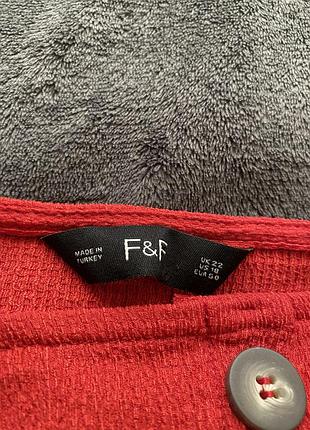 MADE IN
TURKEY
F&F
UK 22
US 18
EUR 50